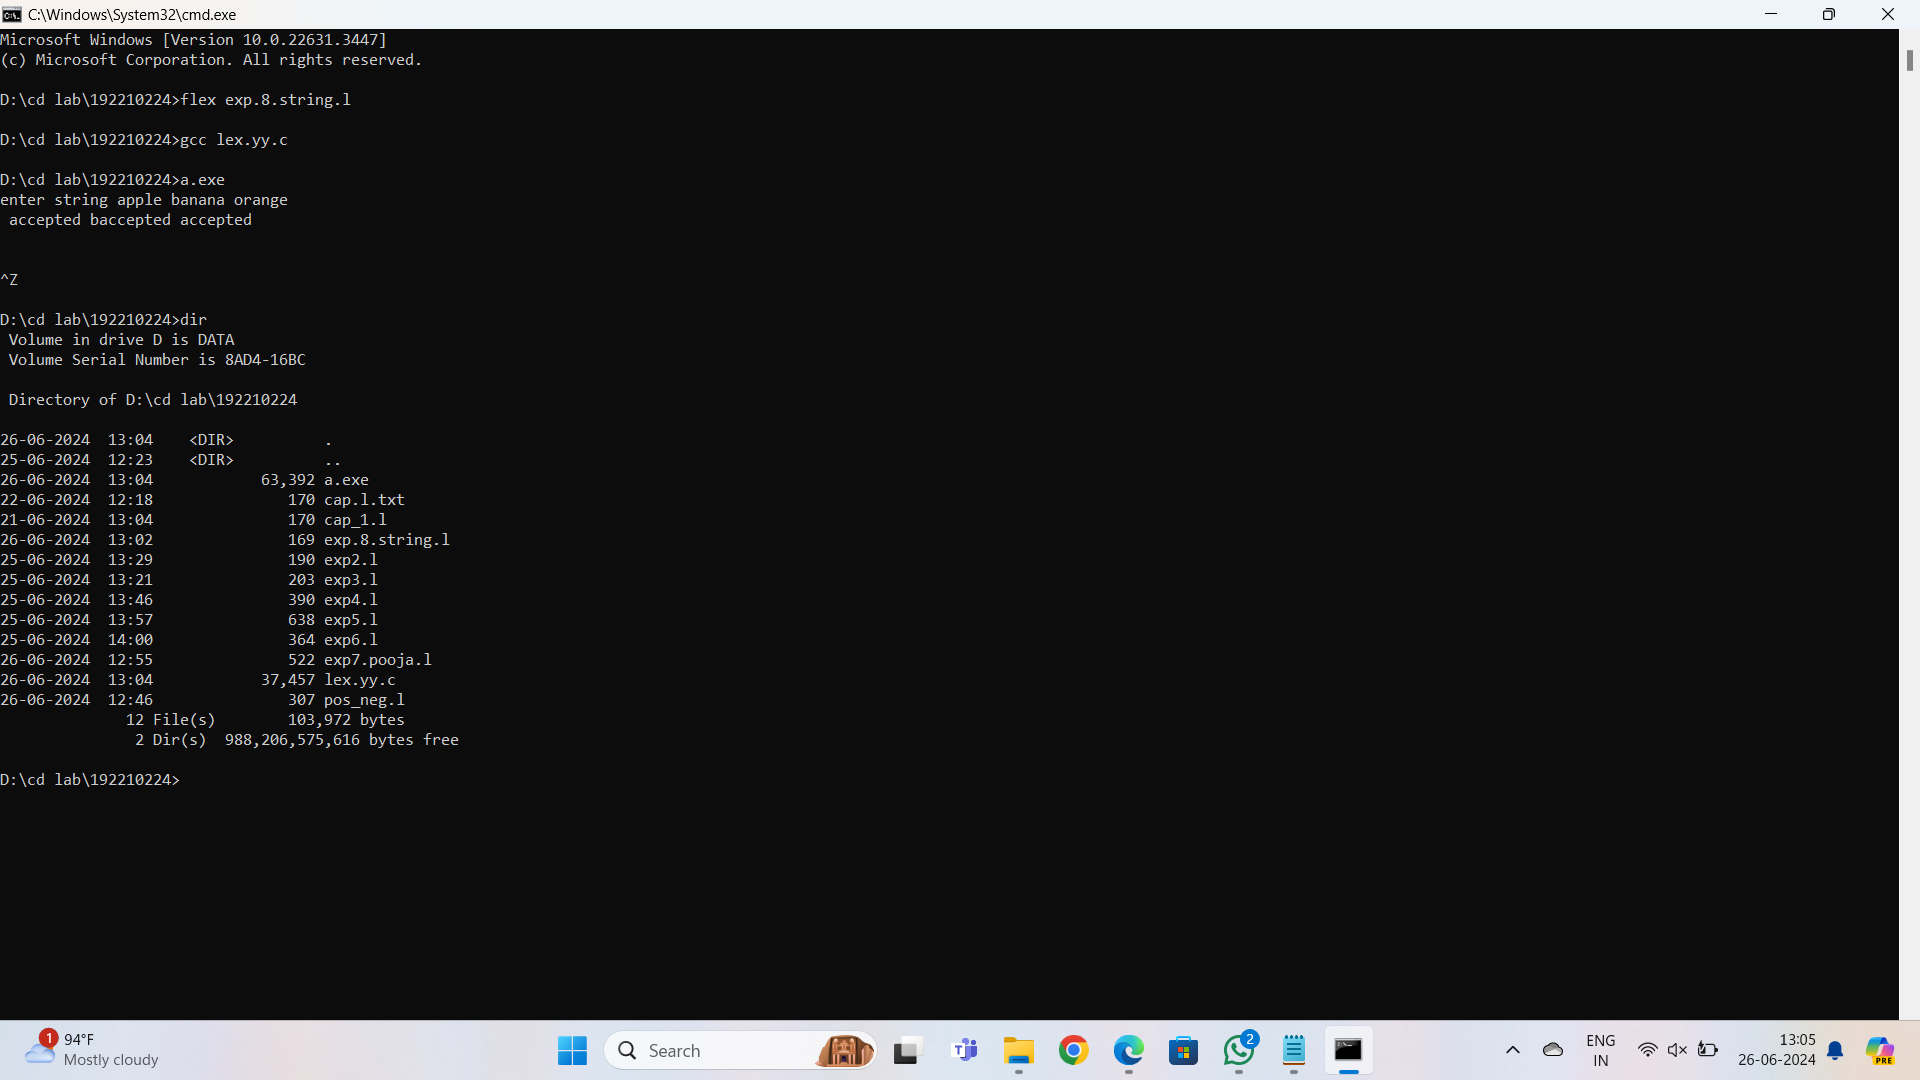 C:\Windows\System32\cmd.exe
Microsoft Windows [Version 10.0.22631.3447]
(c) Microsoft Corporation. All rights reserved.
D:\cd lab\192210224>flex exp.8.string.l
D:\cd lab\192210224>gcc lex.yy.c
D:\cd lab\192210224>a.exe
enter string apple banana orange
 accepted baccepted accepted
^Z
D:\cd lab\192210224>dir
 Volume in drive D is DATA
 Volume Serial Number is 8AD4-16BC
 Directory of D:\cd lab\192210224
26-06-2024  13:04    <DIR>          .
25-06-2024  12:23    <DIR>          ..
26-06-2024  13:04            63,392 a.exe
22-06-2024  12:18               170 cap.l.txt
21-06-2024  13:04               170 cap_1.l
26-06-2024  13:02               169 exp.8.string.l
25-06-2024  13:29               190 exp2.l
25-06-2024  13:21               203 exp3.l
25-06-2024  13:46               390 exp4.l
25-06-2024  13:57               638 exp5.l
25-06-2024  14:00               364 exp6.l
26-06-2024  12:55               522 exp7.pooja.l
26-06-2024  13:04            37,457 lex.yy.c
26-06-2024  12:46               307 pos_neg.l
              12 File(s)        103,972 bytes
               2 Dir(s)  988,206,575,616 bytes free
D:\cd lab\192210224>
1
94°F
Mostly cloudy
Search
2
ENG
IN
13:05
26-06-2024
PRE